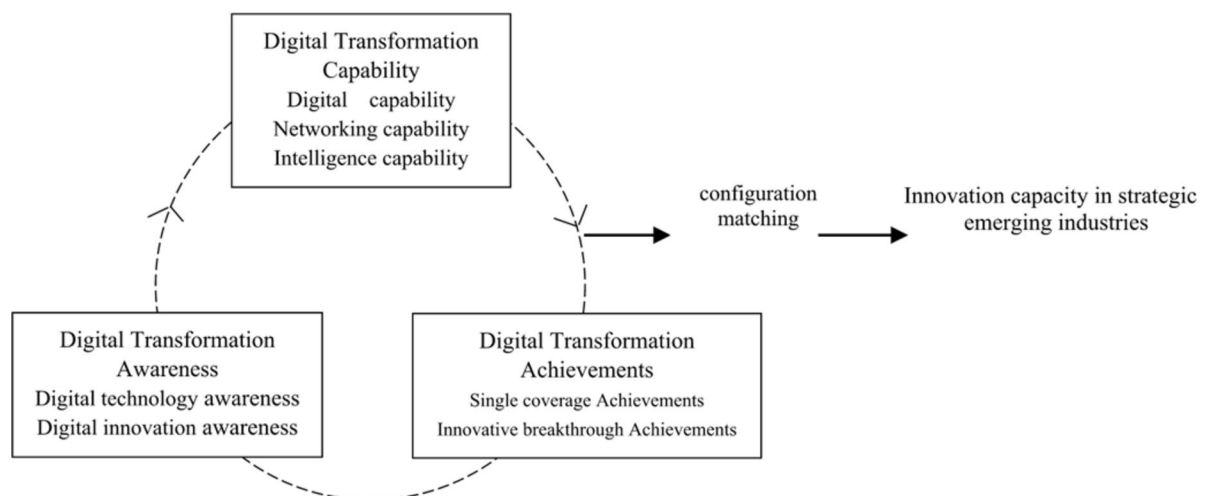 Digital Transformation
Capability
Digital capability
Networking capability
Intelligence capability
configuration
matching
Innovation capacity in strategic
emerging industries
Digital Transformation
Awareness
Digital technology awareness
Digital innovation awareness
Digital Transformation
Achievements
Single coverage Achievements
Innovative breakthrough Achievements